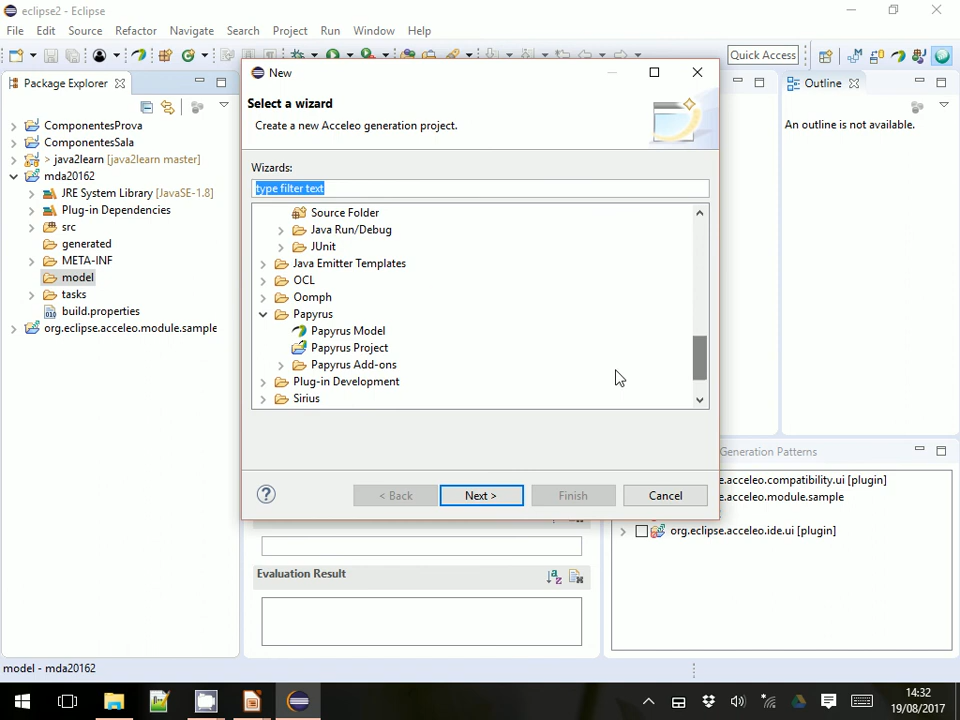 eclipse2 - Eclipse
File Edit Source Refactor Navigate Search Project Run Window Help
Quick Access
Package Explorer
ComponentesProva
ComponentesSala
> java2learn [java2learn master]
mda20162
JRE System Library [JavaSE-1.8]
Plug-in Dependencies
src
generated
META-INF
model
tasks
build.properties
org.eclipse.acceleo.module.sample
New
Select a wizard
Create a new Acceleo generation project.
Wizards:
type filter text
Source Folder
Java Run/Debug
JUnit
Java Emitter Templates
OCL
Oomph
Papyrus
Papyrus Model
Papyrus Project
Papyrus Add-ons
Plug-in Development
Sirius
?
< Back
Next >
Finish
Cancel
Outline
An outline is not available.
Generation Patterns
e.acceleo.compatibility.ui [plugin]
e.acceleo.module.sample
org.eclipse.acceleo.ide.ui [plugin]
Evaluation Result
model - mda20162
14:32
19/08/2017